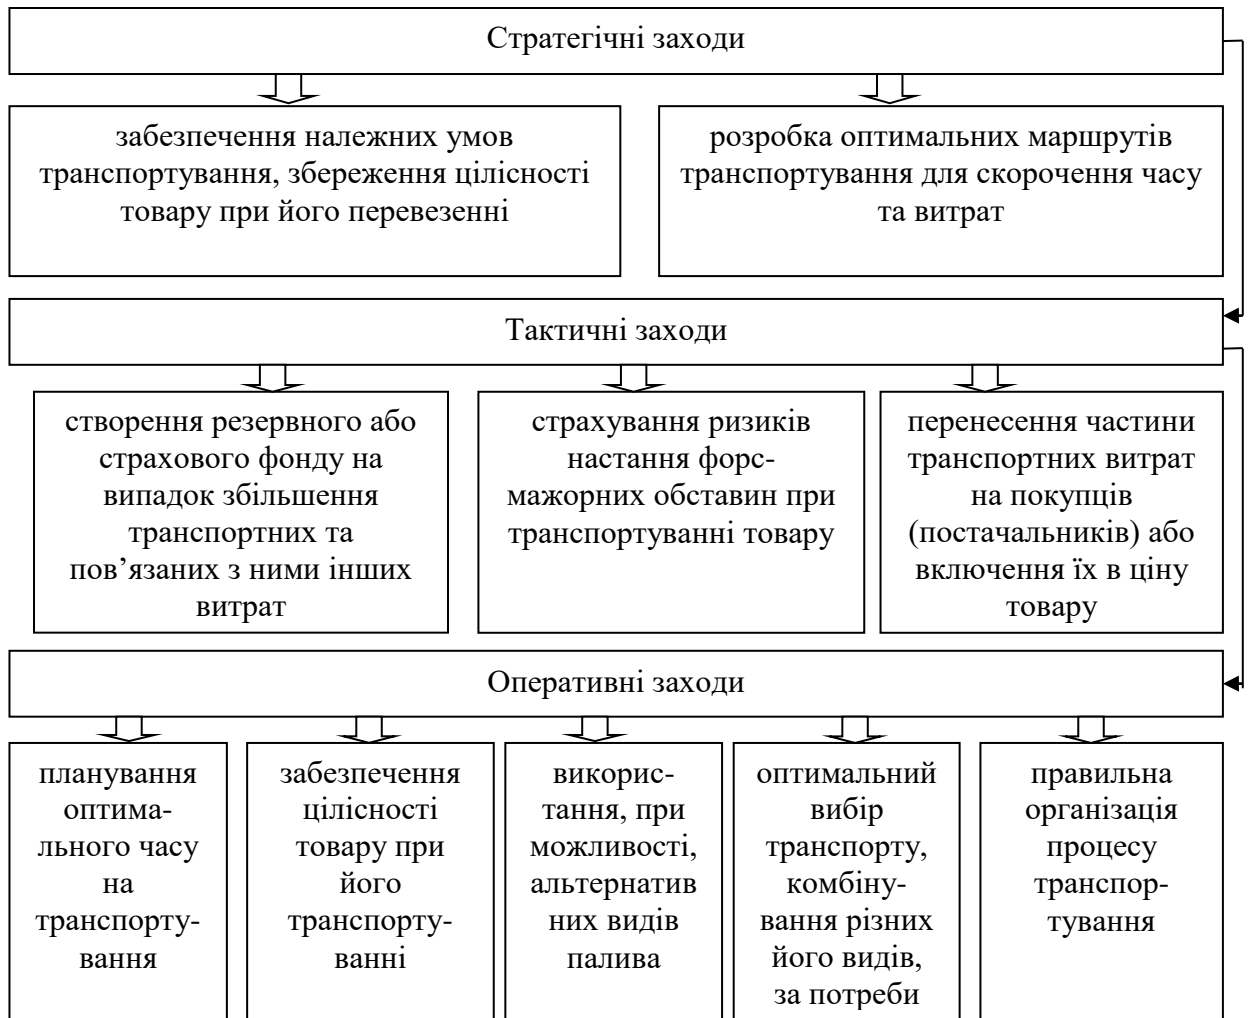 Стратегічні заходи
забезпечення належних умов
транспортування, збереження цілісності
товару при його перевезенні
розробка оптимальних маршрутів
транспортування для скорочення часу
та витрат
Тактичні заходи
створення резервного або
страхового фонду на
випадок збільшення
транспортних та
пов’язаних з ними інших
витрат
страхування ризиків
настання форс-
мажорних обставин при
транспортуванні товару
перенесення частини
транспортних витрат
на покупців
(постачальників) або
включення їх в ціну
товару
Оперативні заходи
планування
оптима-
льного часу
на
транспорту-
вання
забезпечення
цілісності
товару при
його
транспорту-
ванні
викорис-
тання, при
можливості,
альтернатив
них видів
палива
оптимальний
вибір
транспорту,
комбіну-
вання різних
його видів,
за потреби
правильна
організація
процесу
транспор-
тування